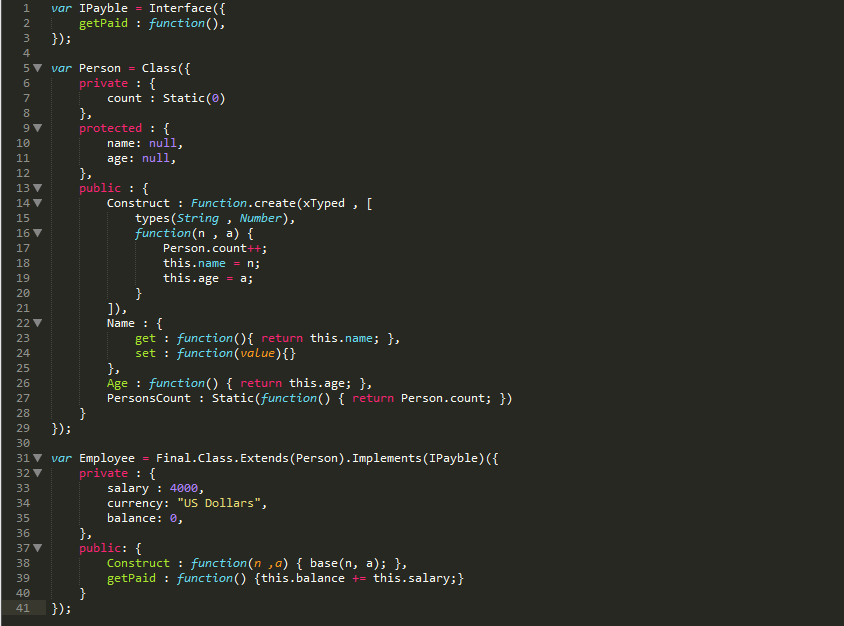 1 var IPayble = Interface({
2     getPaid : function(),
3 });
4
5 var Person = Class({
6     private : {
7         count : Static(0)
8     },
9     protected : {
10         name: null,
11         age: null,
12     },
13     public : {
14         Construct : Function.create(xTyped , [
15             types(String , Number),
16             function(n , a) {
17                 Person.count++;
18                 this.name = n;
19                 this.age = a;
20             }
21         ]),
22         Name : {
23             get : function(){ return this.name; },
24             set : function(value){}
25         },
26         Age : function() { return this.age; },
27         PersonsCount : Static(function() { return Person.count; })
28     }
29 });
30
31 var Employee = Final.Class.Extends(Person).Implements(IPayble)({
32     private : {
33         salary : 4000,
34         currency: "US Dollars",
35         balance: 0,
36     },
37     public: {
38         Construct : function(n ,a) { base(n, a); },
39         getPaid : function() {this.balance += this.salary;}
40     }
41 });